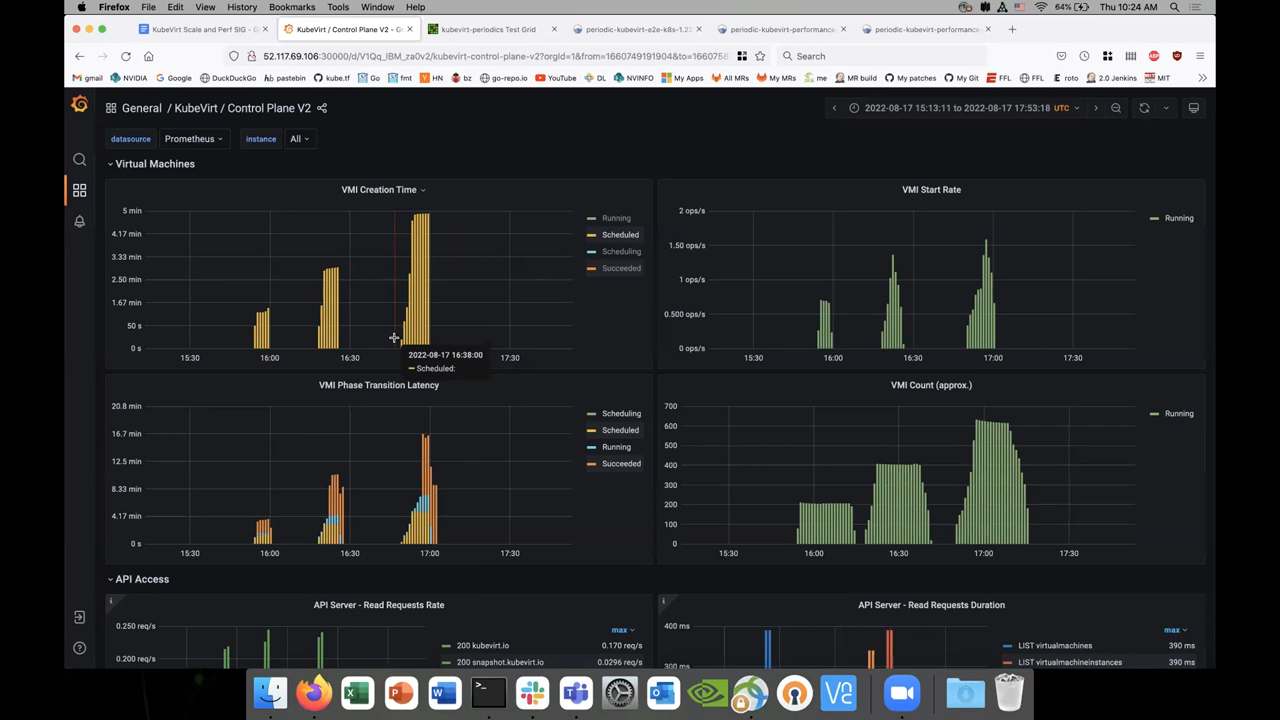 Firefox File Edit View History Bookmarks Tools Window Help 64% Thu 10:24 AM
KubeVirt Scale and Perf SIG - G KubeVirt / Control Plane V2 - G kubevirt-periodics Test Grid periodic-kubevirt-e2e-k8s-1.22 periodic-kubevirt-performance periodic-kubevirt-performance
52.117.69.106:30000/d/V1Qq_IBM_za0v2/kubevirt-control-plane-v2?orgId=1&from=1660749191904&to=16607 Search
gmail NVIDIA Google DuckDuckGo pastebin kube.tf Go FMT HN bz go-repo.io YouTube DL NVINFO My Apps All MRs My MRs me MR build My patches My Git FFL FFL roto 2.0 Jenkins MIT
General / KubeVirt / Control Plane V2 2022-08-17 15:13:11 to 2022-08-17 17:53:18 UTC
datasource Prometheus instance All
Virtual Machines
VMI Creation Time
5 min
4.17 min
3.33 min
2.50 min
1.67 min
50 s
0 s
15:30 16:00 16:30 17:30
Running
Scheduled
Scheduling
Succeeded
2022-08-17 16:38:00
Scheduled:
VMI Start Rate
2 ops/s
1.50 ops/s
1 ops/s
0.500 ops/s
0 ops/s
15:30 16:00 16:30 17:00 17:30
Running
VMI Phase Transition Latency
20.8 min
16.7 min
12.5 min
8.33 min
4.17 min
0 s
15:30 16:00 16:30 17:00 17:30
Scheduling
Scheduled
Running
Succeeded
VMI Count (approx.)
700
600
500
400
300
200
100
0
15:30 16:00 16:30 17:00 17:30
Running
API Access
API Server - Read Requests Rate
0.250 req/s
0.200 req/s
max
200 kubevirt.io 0.170 req/s
200 snapshot.kubevirt.io 0.0296 req/s
API Server - Read Requests Duration
400 ms
300 ms
max
LIST virtualmachines 390 ms
LIST virtualmachineinstances 390 ms